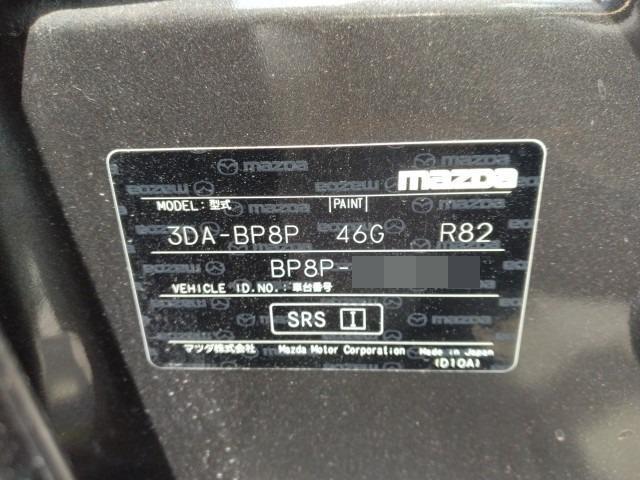 mazda
MODEL:型式 PAINT
3DA-BP8P 46G R82
BP8P-
VEHICLE ID.NO.:車台番号
SRS I
マツダ株式会社 Mazda Motor Corporation Made in Japan
(D10A)